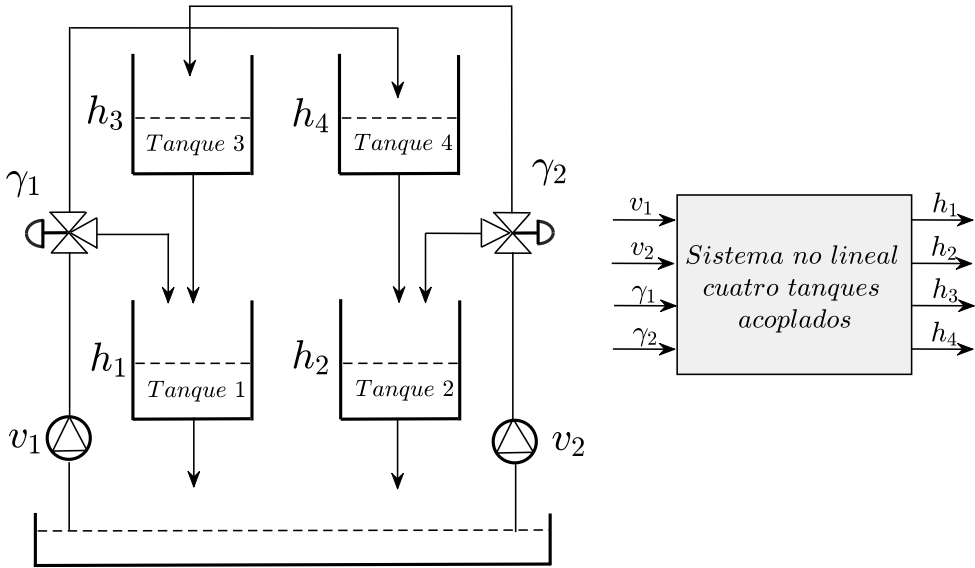 h3
Tanque 3
h4
Tanque 4
γ1
γ2
h1
Tanque 1
h2
Tanque 2
v1
v2
v1
v2
γ1
γ2
Sistema no lineal
cuatro tanques
acoplados
h1
h2
h3
h4